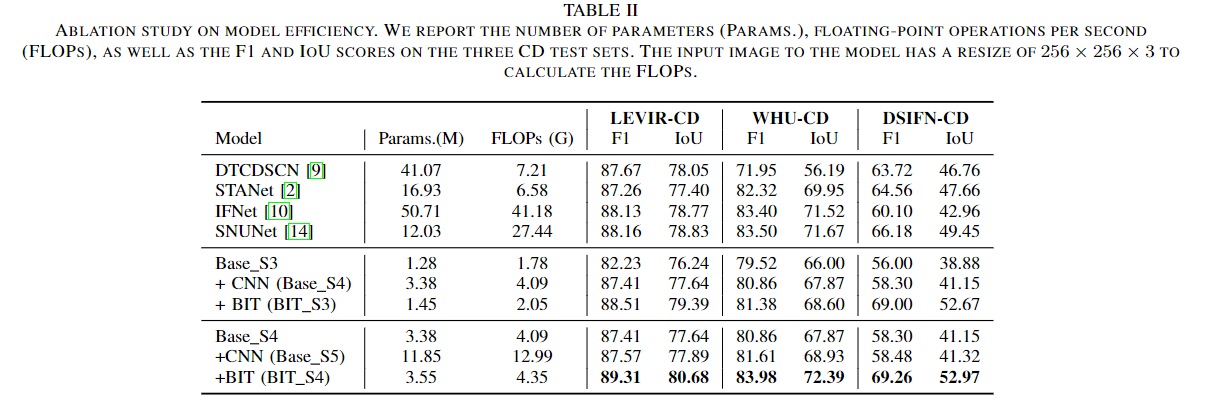 TABLE II
ABLATION STUDY ON MODEL EFFICIENCY. WE REPORT THE NUMBER OF PARAMETERS (PARAMS.), FLOATING-POINT OPERATIONS PER SECOND
(FLOPS), AS WELL AS THE F1 AND IOU SCORES ON THE THREE CD TEST SETS. THE INPUT IMAGE TO THE MODEL HAS A RESIZE OF 256 × 256 × 3 TO
CALCULATE THE FLOPS.
LEVIR-CD WHU-CD DSIFN-CD
Model Params.(M) FLOPs (G) F1 IoU F1 IoU F1 IoU
DTCDSCN [9] 41.07 7.21 87.67 78.05 71.95 56.19 63.72 46.76
STANet [2] 16.93 6.58 87.26 77.40 82.32 69.95 64.56 47.66
IFNet [10] 50.71 41.18 88.13 78.77 83.40 71.52 60.10 42.96
SNUNet [14] 12.03 27.44 88.16 78.83 83.50 71.67 66.18 49.45
Base_S3 1.28 1.78 82.23 76.24 79.52 66.00 56.00 38.88
+ CNN (Base_S4) 3.38 4.09 87.41 77.64 80.86 67.87 58.30 41.15
+ BIT (BIT_S3) 1.45 2.05 88.51 79.39 81.38 68.60 69.00 52.67
Base_S4 3.38 4.09 87.41 77.64 80.86 67.87 58.30 41.15
+CNN (Base_S5) 11.85 12.99 87.57 77.89 81.61 68.93 58.48 41.32
+BIT (BIT_S4) 3.55 4.35 89.31 80.68 83.98 72.39 69.26 52.97